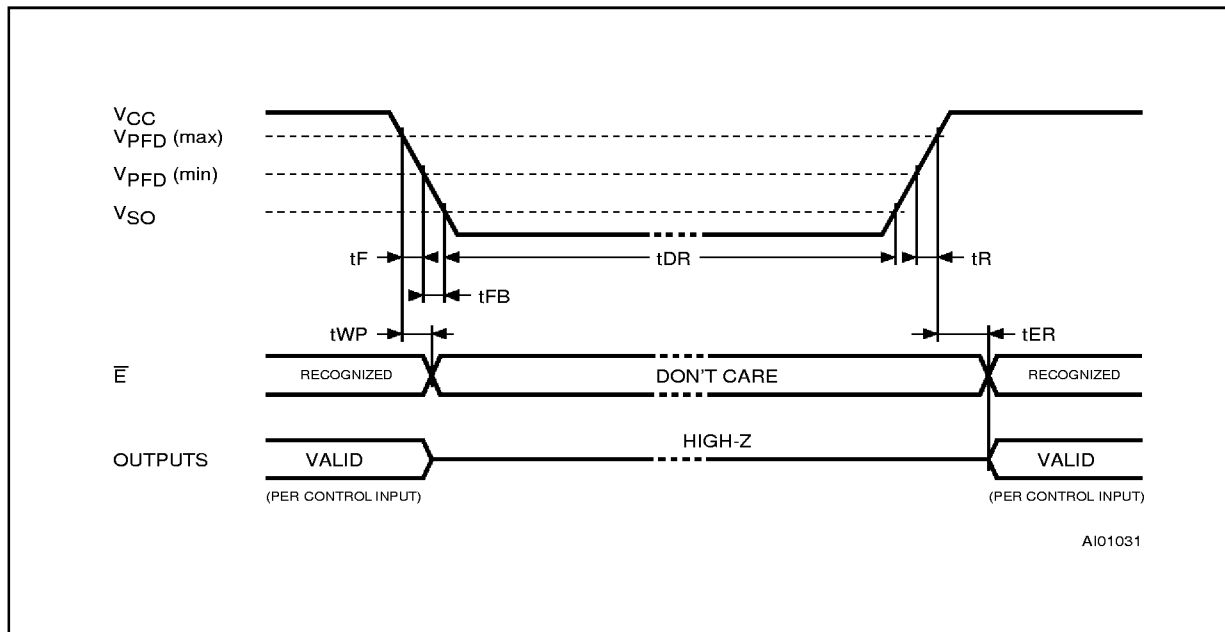 VCC
VPFD (max)
VPFD (min)
VSO
tF
tDR
tR
tFB
tWP
tER
E
RECOGNIZED
DON'T CARE
RECOGNIZED
HIGH-Z
OUTPUTS
VALID
VALID
(PER CONTROL INPUT)
(PER CONTROL INPUT)
AI01031